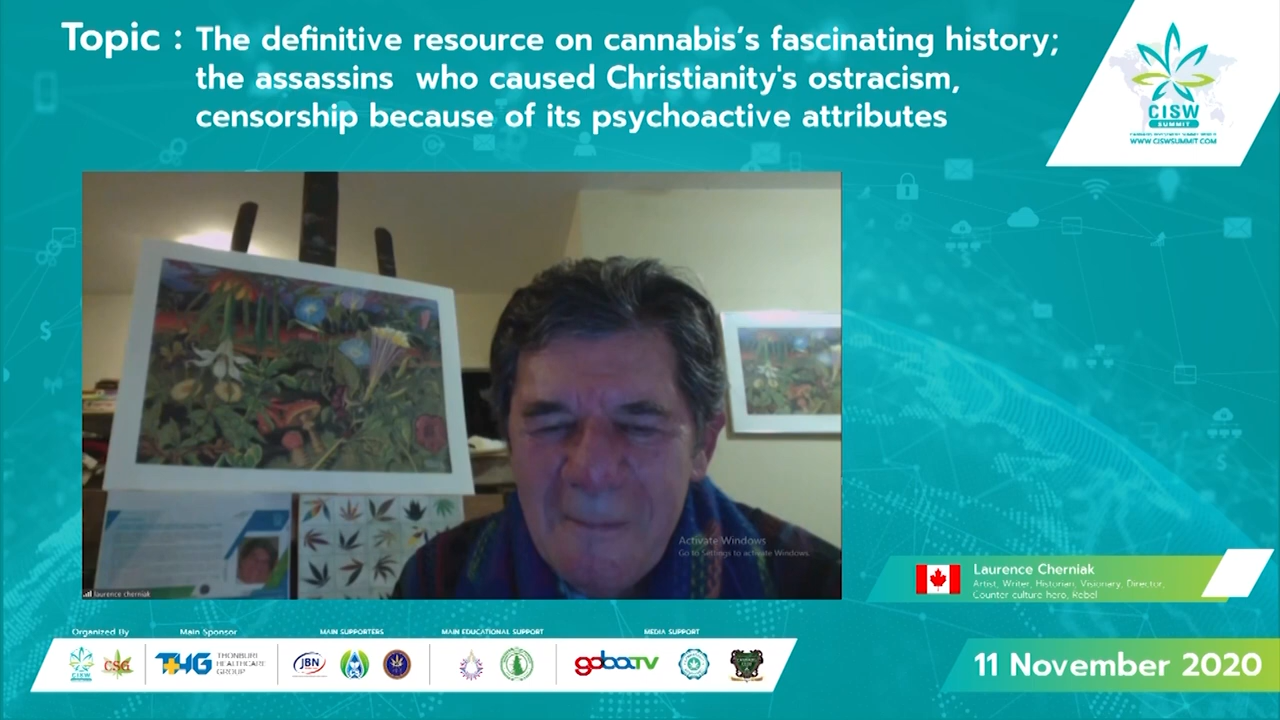 Topic : The definitive resource on cannabis's fascinating history;
the assassins who caused Christianity's ostracism,
censorship because of its psychoactive attributes
CISW
SUMMIT
WWW.CISWSUMMIT.COM
Activate Windows
Go to Settings to activate Windows.
laurence cherniak
Laurence Cherniak
Artist, Writer, Historian, Visionary, Director,
Counter culture hero, Rebel
Organized By
Main Sponsor
MAIN SUPPORTERS
MAIN EDUCATIONAL SUPPORT
MEDIA SUPPORT
CISW
CSG
THG
THONBURI
HEALTHCARE
GROUP
JBN
11 November 2020